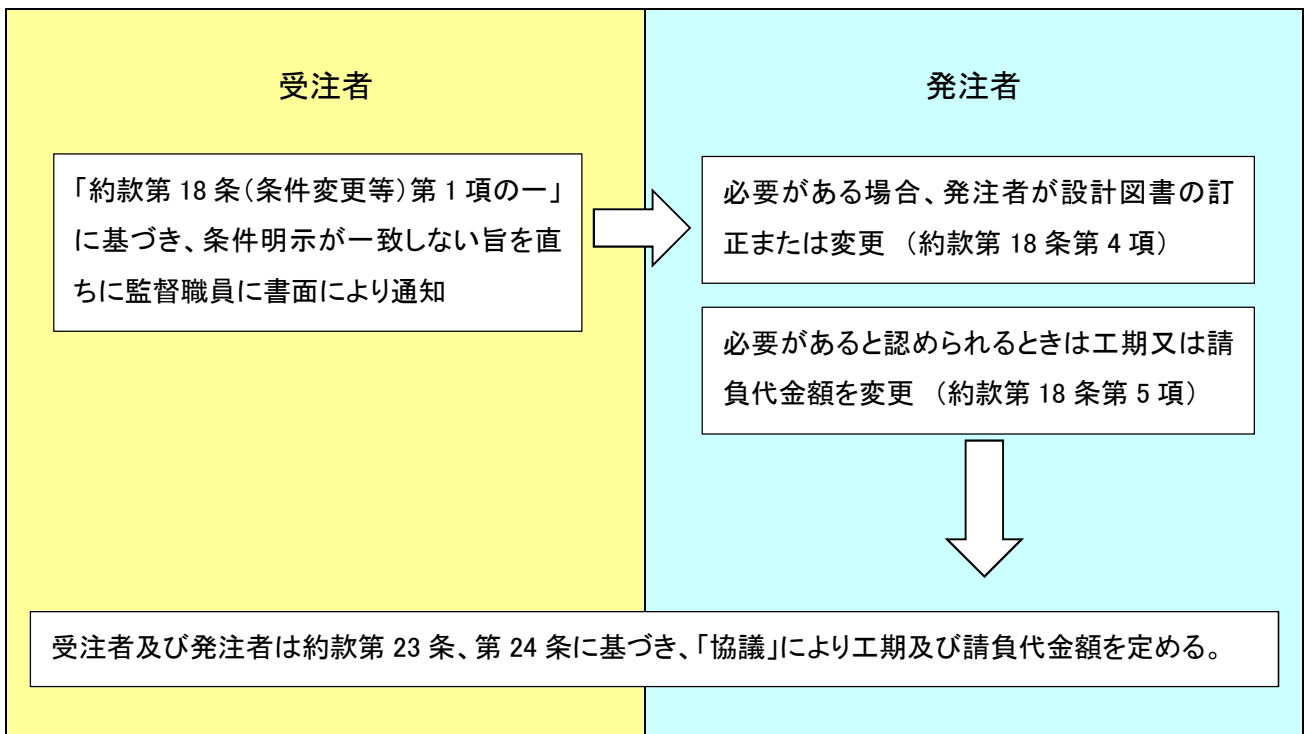 受注者
発注者
「約款第 18 条(条件変更等)第 1 項の一」
に基づき、条件明示が一致しない旨を直
ちに監督職員に書面により通知
必要がある場合、発注者が設計図書の訂
正または変更 (約款第 18 条第 4 項)
必要があると認められるときは工期又は請
負代金額を変更 (約款第 18 条第 5 項)
受注者及び発注者は約款第 23 条、第 24 条に基づき、「協議」により工期及び請負代金額を定める。